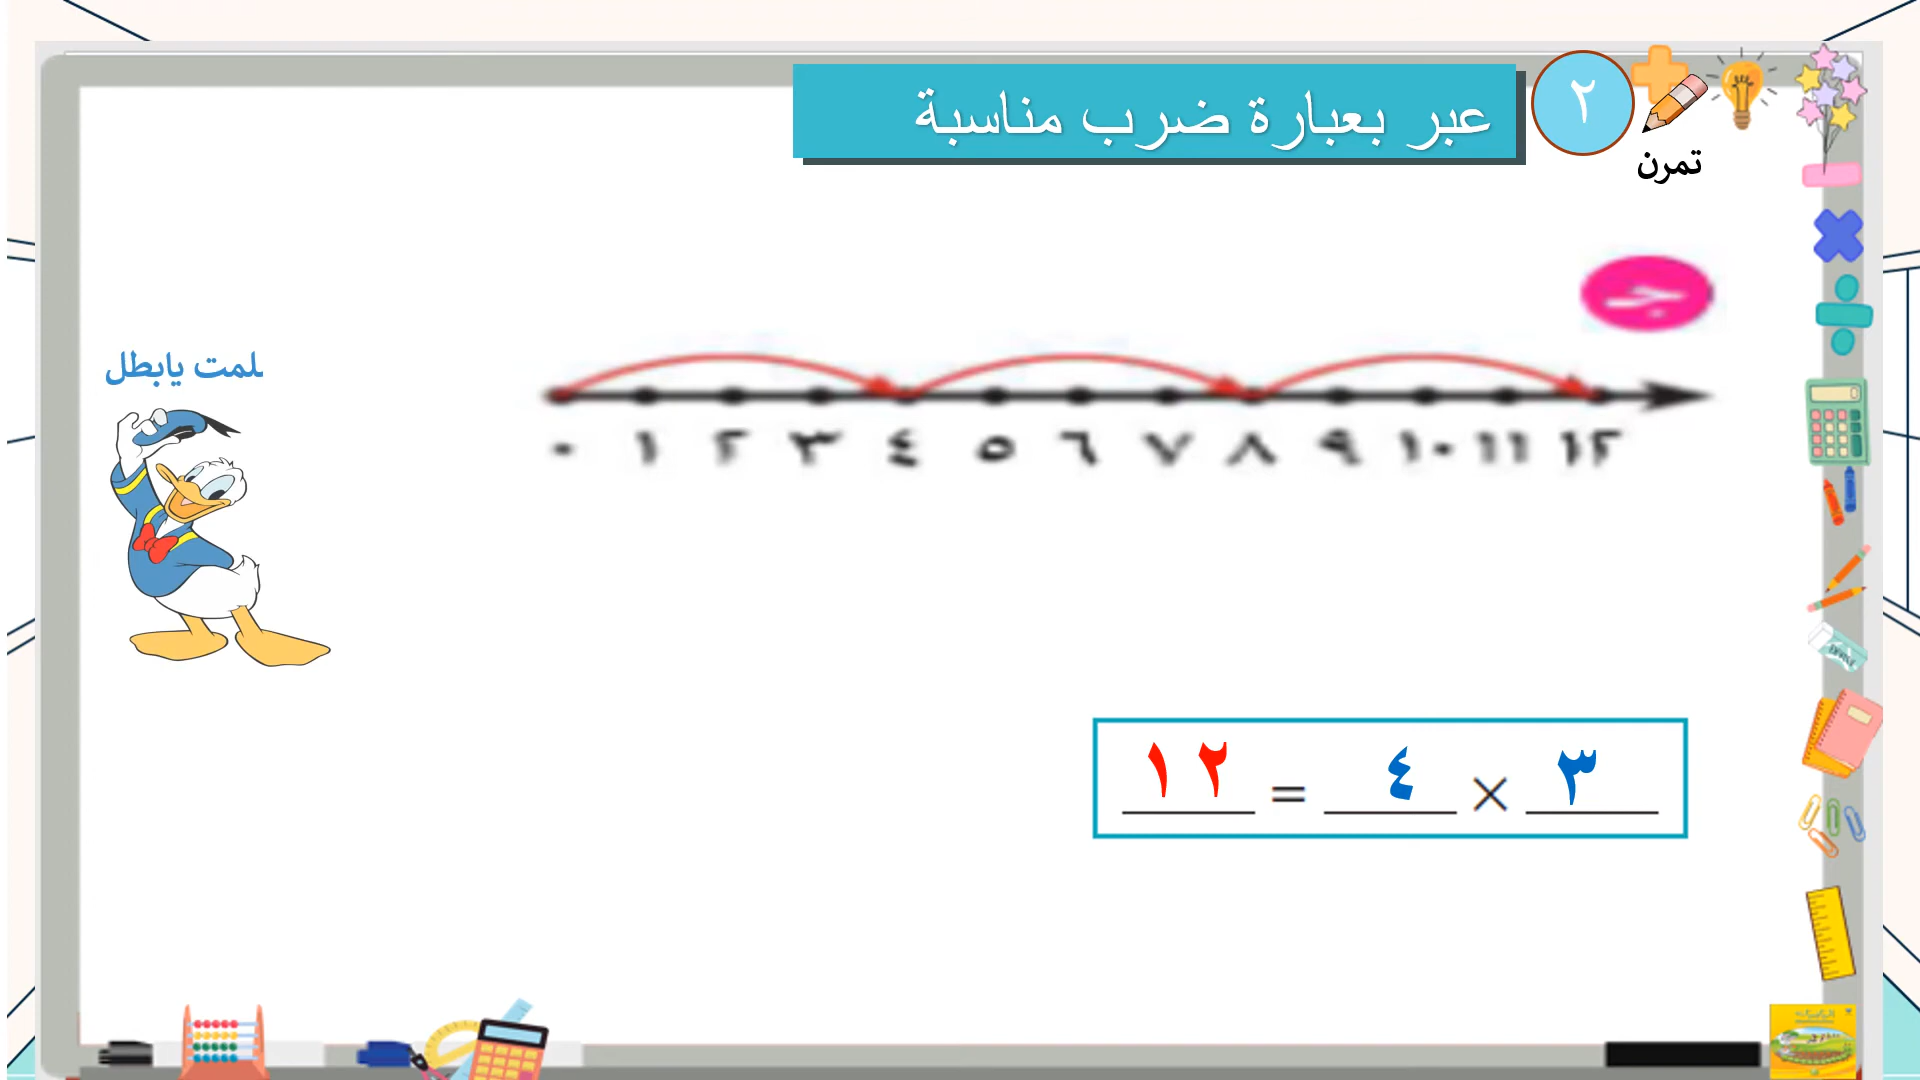 ٢
عبر بعبارة ضرب مناسبة
تمرن
جـ
لمت يابطل
٠ ١ ٢ ٣ ٤ ٥ ٦ ٧ ٨ ٩ ١٠ ١١ ١٢
٣ × ٤ = ١٢